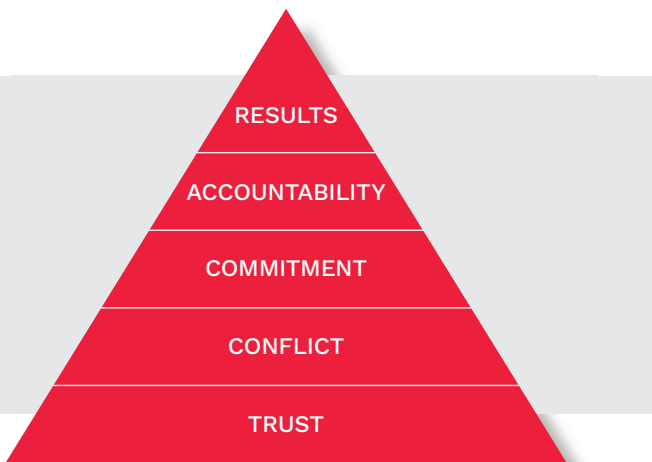 RESULTS
ACCOUNTABILITY
COMMITMENT
CONFLICT
TRUST